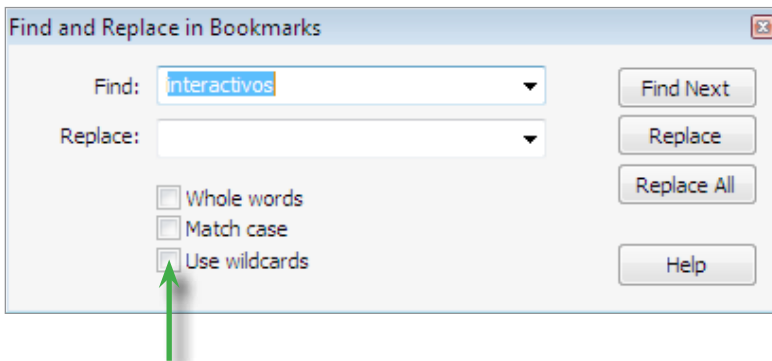 Find and Replace in Bookmarks
Find: interactivos
Find Next
Replace:
Replace
Replace All
Whole words
Match case
Use wildcards
Help